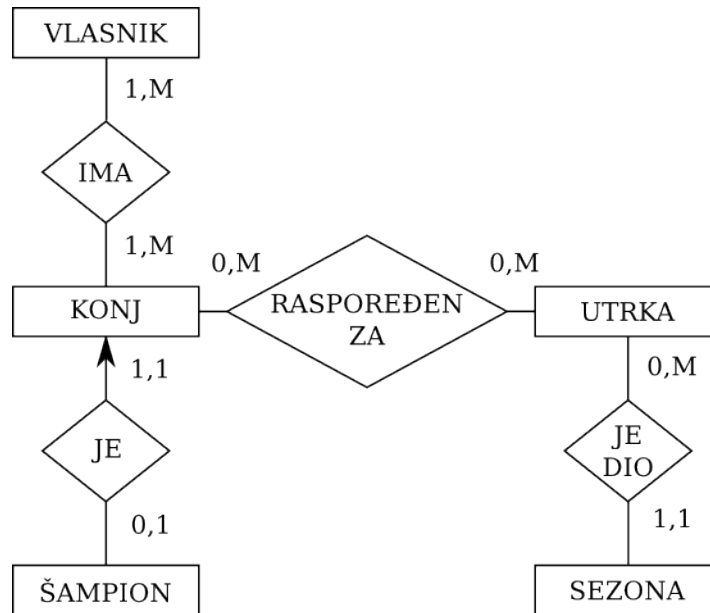 VLASNIK
1,M
IMA
1,M
KONJ
0,M
RASPOREĐEN
ZA
0,M
UTRKA
1,1
JE
0,1
ŠAMPION
0,M
JE
DIO
1,1
SEZONA